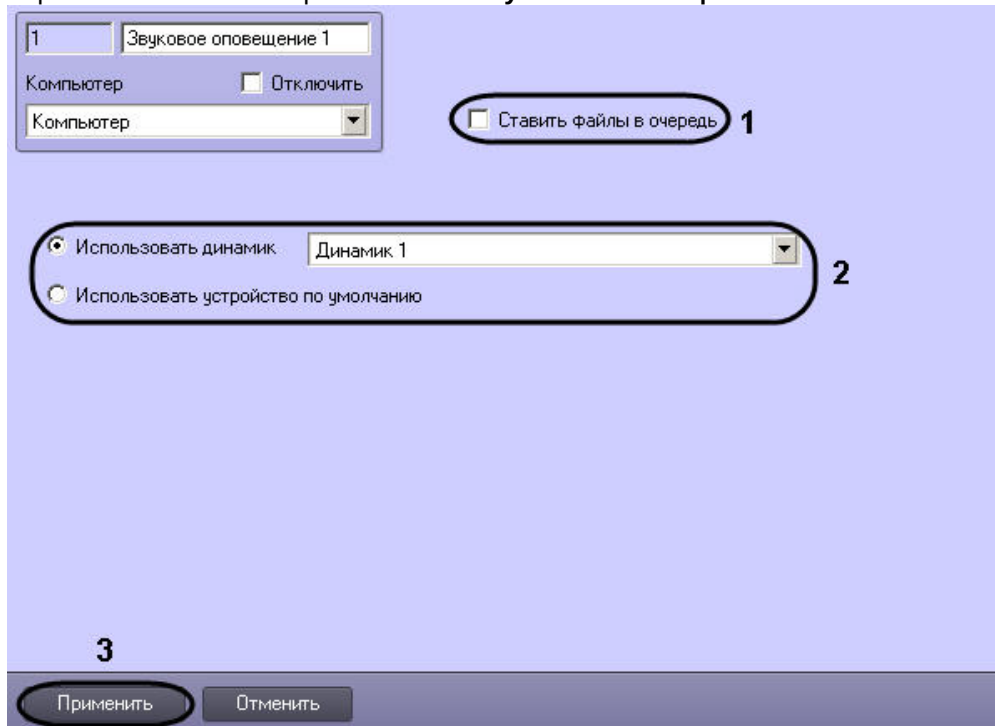 1 Звуковое оповещение 1
Компьютер Отключить
Компьютер
Ставить файлы в очередь 1
Использовать динамик Динамик 1
2
Использовать устройство по умолчанию
3
Применить Отменить